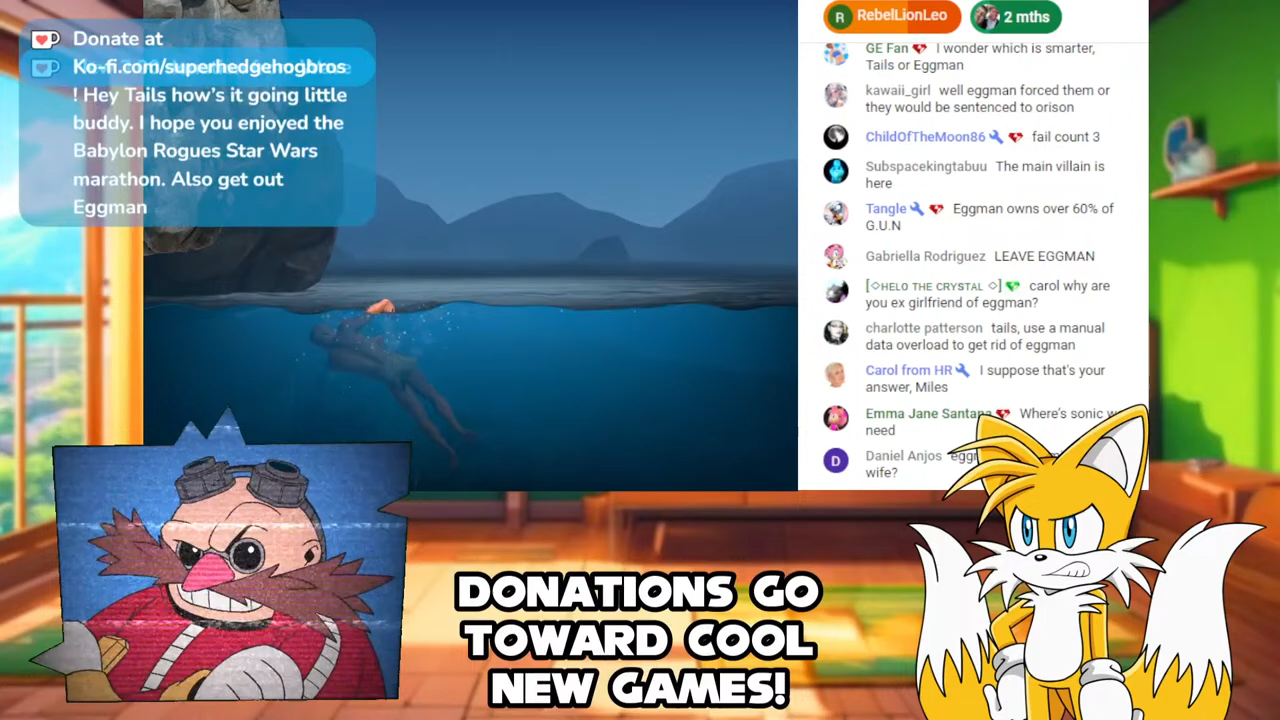 Donate at
Ko-fi.com/superhedgehogbros
! Hey Tails how's it going little
buddy. I hope you enjoyed the
Babylon Rogues Star Wars
marathon. Also get out
Eggman
R RebelLionLeo
2 mths
GE Fan I wonder which is smarter,
Tails or Eggman
kawaii_girl well eggman forced them or
they would be sentenced to orison
ChildOfTheMoon86 fail count 3
Subspacekingtabuu The main villain is
here
Tangle Eggman owns over 60% of
G.U.N
Gabriella Rodriguez LEAVE EGGMAN
[◇HELO THE CRYSTAL ◇] carol why are
you ex girlfriend of eggman?
charlotte patterson tails, use a manual
data overload to get rid of eggman
Carol from HR I suppose that's your
answer, Miles
Emma Jane Santana Where's sonic
need
D Daniel Anjos
wife?
DONATIONS GO
TOWARD COOL
NEW GAMES!